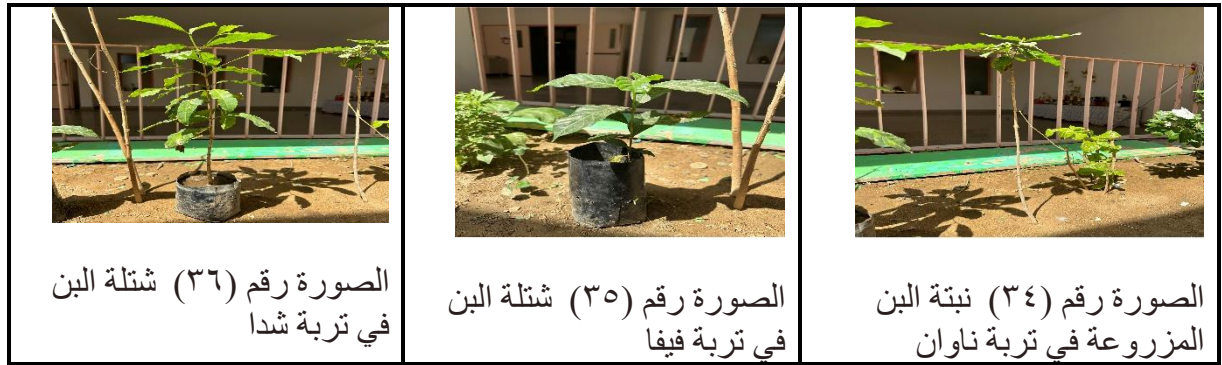 الصورة رقم (٣٤) نبتة البن
المزروعة في تربة ناوان
الصورة رقم (٣٥) شتلة البن
في تربة فيفا
الصورة رقم (٣٦) شتلة البن
في تربة شدا